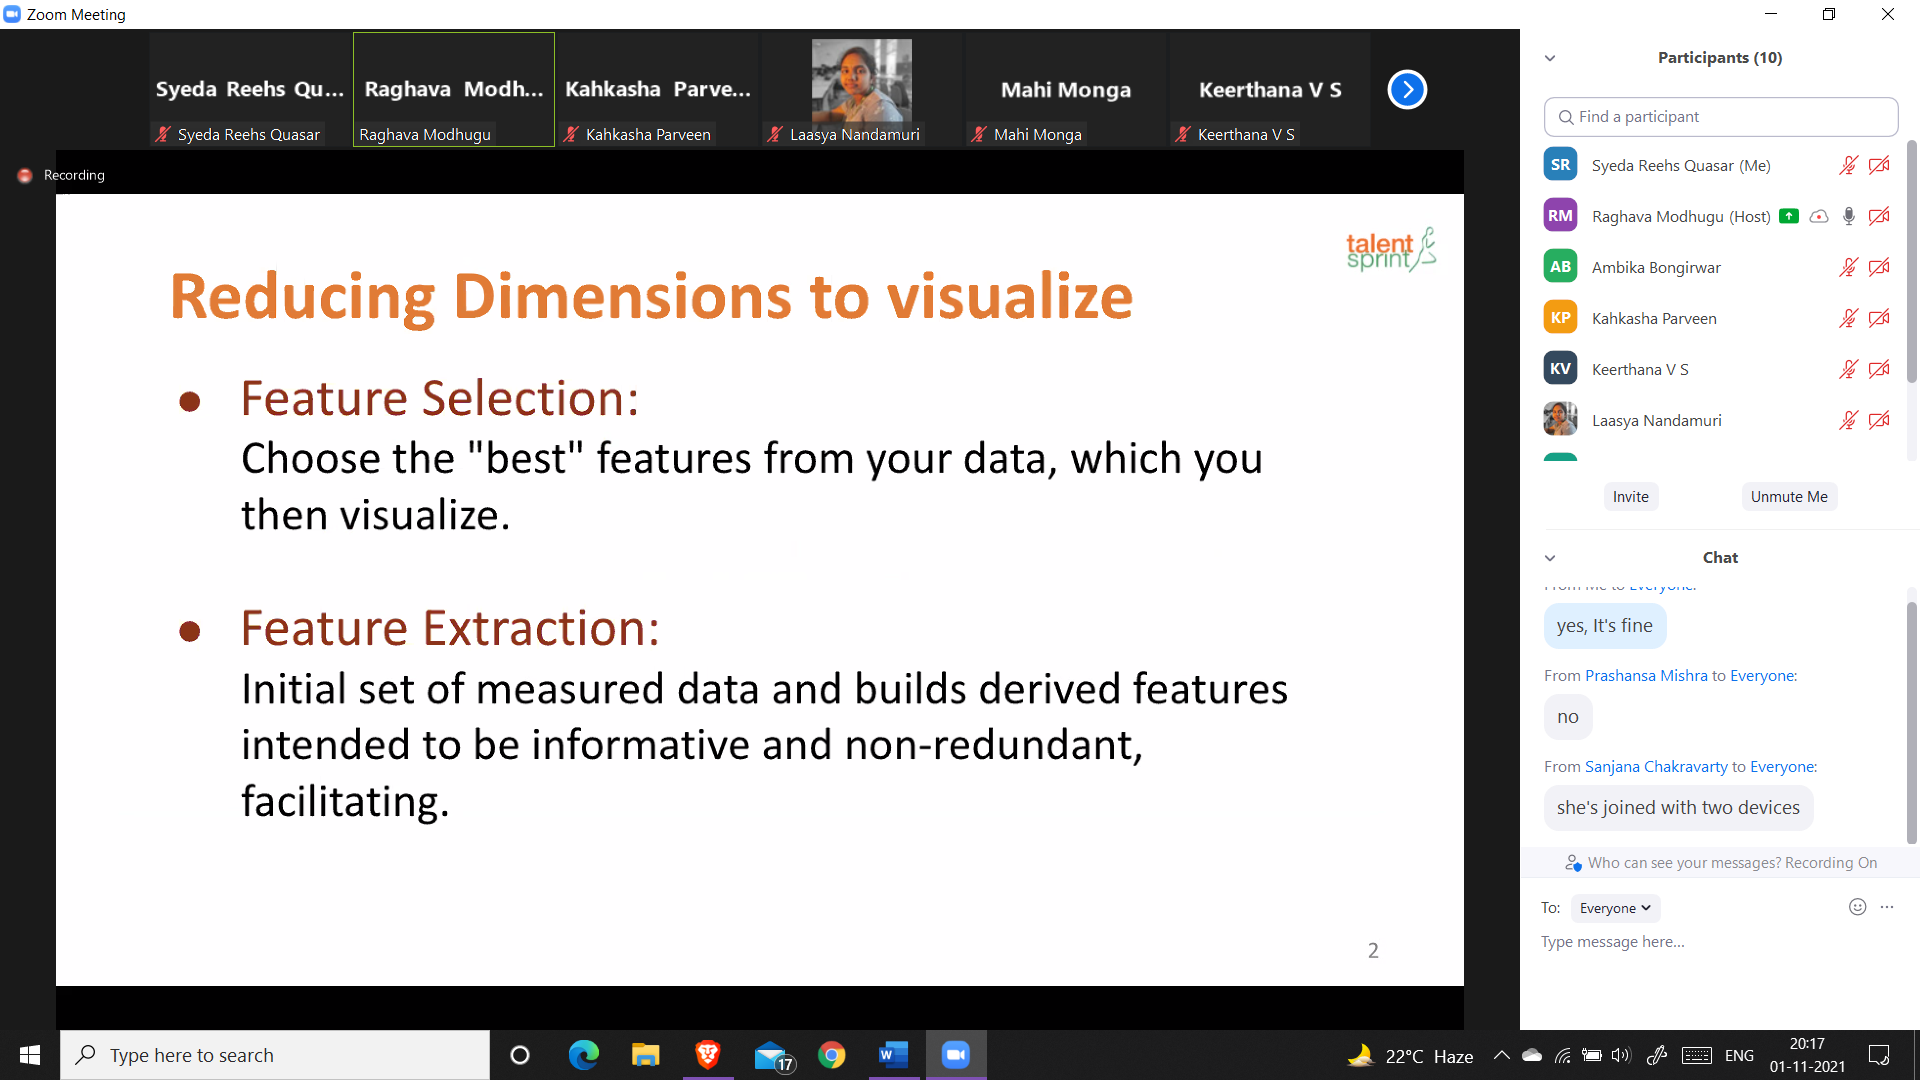 Zoom Meeting
Syeda Reehs Qu...
Raghava Modh...
Kahkasha Parve...
Mahi Monga
Keerthana V S
Syeda Reehs Quasar
Raghava Modhugu
Kahkasha Parveen
Laasya Nandamuri
Mahi Monga
Keerthana V S
Recording
talent
sprint
Reducing Dimensions to visualize
Feature Selection:
Choose the "best" features from your data, which you
then visualize.
Feature Extraction:
Initial set of measured data and builds derived features
intended to be informative and non-redundant,
facilitating.
2
Participants (10)
Find a participant
SR Syeda Reehs Quasar (Me)
RM Raghava Modhugu (Host)
AB Ambika Bongirwar
KP Kahkasha Parveen
KV Keerthana V S
Laasya Nandamuri
Invite
Unmute Me
Chat
From Me to Everyone:
yes, It's fine
From Prashansa Mishra to Everyone:
no
From Sanjana Chakravarty to Everyone:
she's joined with two devices
Who can see your messages? Recording On
To: Everyone
Type message here...
Type here to search
17
22°C Haze
ENG
20:17
01-11-2021